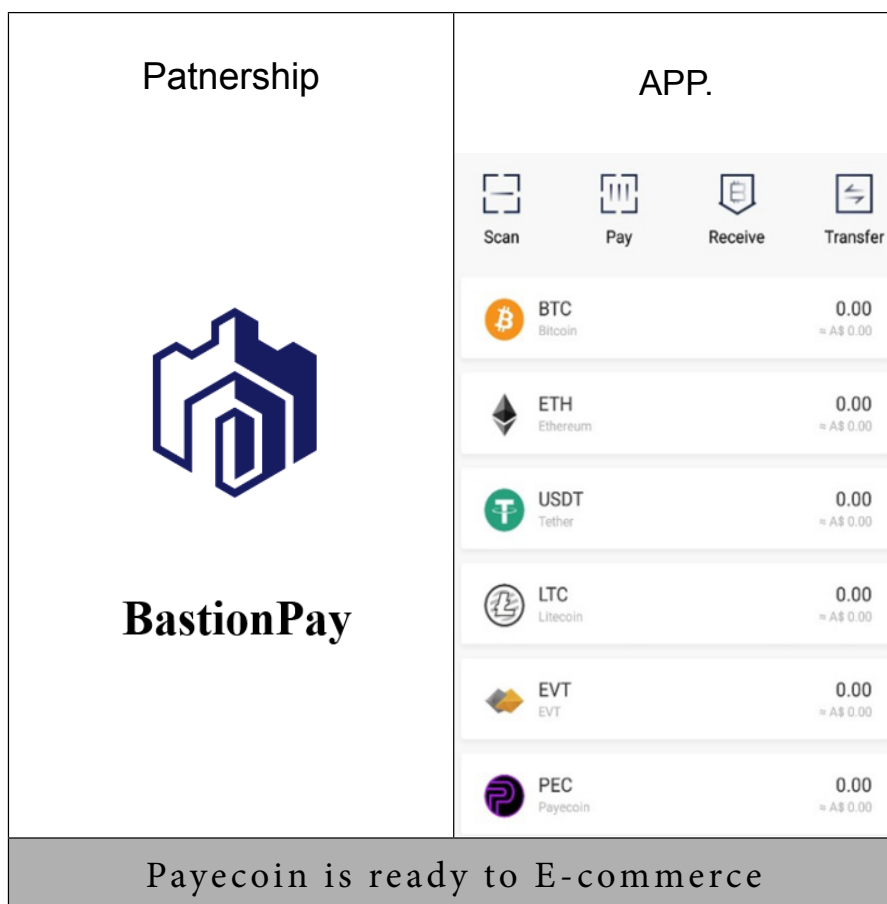 Patnership
BastionPay
APP.
Scan Pay Receive Transfer
BTC 0.00
Bitcoin ≈ A$ 0.00
ETH 0.00
Ethereum ≈ A$ 0.00
USDT 0.00
Tether ≈ A$ 0.00
LTC 0.00
Litecoin ≈ A$ 0.00
EVT 0.00
EVT ≈ A$ 0.00
PEC 0.00
Payecoin ≈ A$ 0.00
Payecoin is ready to E-commerce